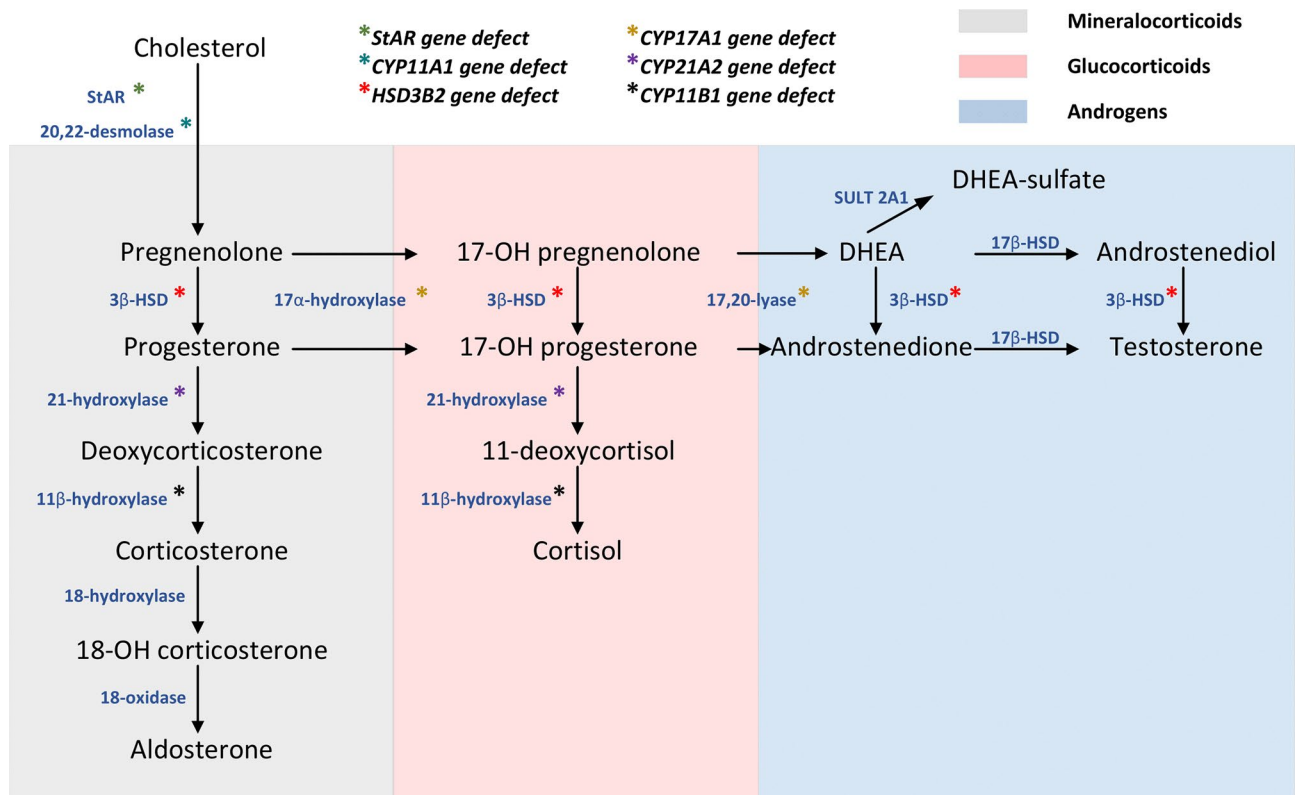 Cholesterol
*StAR gene defect
*CYP11A1 gene defect
*HSD3B2 gene defect
*CYP17A1 gene defect
*CYP21A2 gene defect
*CYP11B1 gene defect
Mineralocorticoids
Glucocorticoids
Androgens
StAR *
20,22-desmolase *
DHEA-sulfate
SULT 2A1
Pregnenolone
17-OH pregnenolone
DHEA
17β-HSD
Androstenediol
3β-HSD *
17α-hydroxylase *
3β-HSD *
17,20-lyase*
3β-HSD*
3β-HSD*
Progesterone
17-OH progesterone
Androstenedione
17β-HSD
Testosterone
21-hydroxylase *
21-hydroxylase *
Deoxycorticosterone
11-deoxycortisol
11β-hydroxylase *
11β-hydroxylase*
Corticosterone
Cortisol
18-hydroxylase
18-OH corticosterone
18-oxidase
Aldosterone